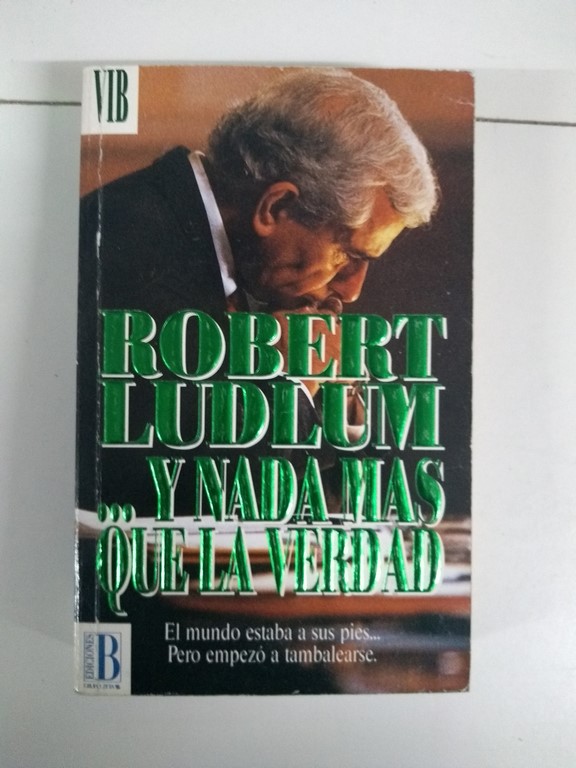 VIB
ROBERT
LUDLUM
... Y NADA MAS
QUE LA VERDAD
El mundo estaba a sus pies...
Pero empezó a tambalearse.
EDICIONES
B